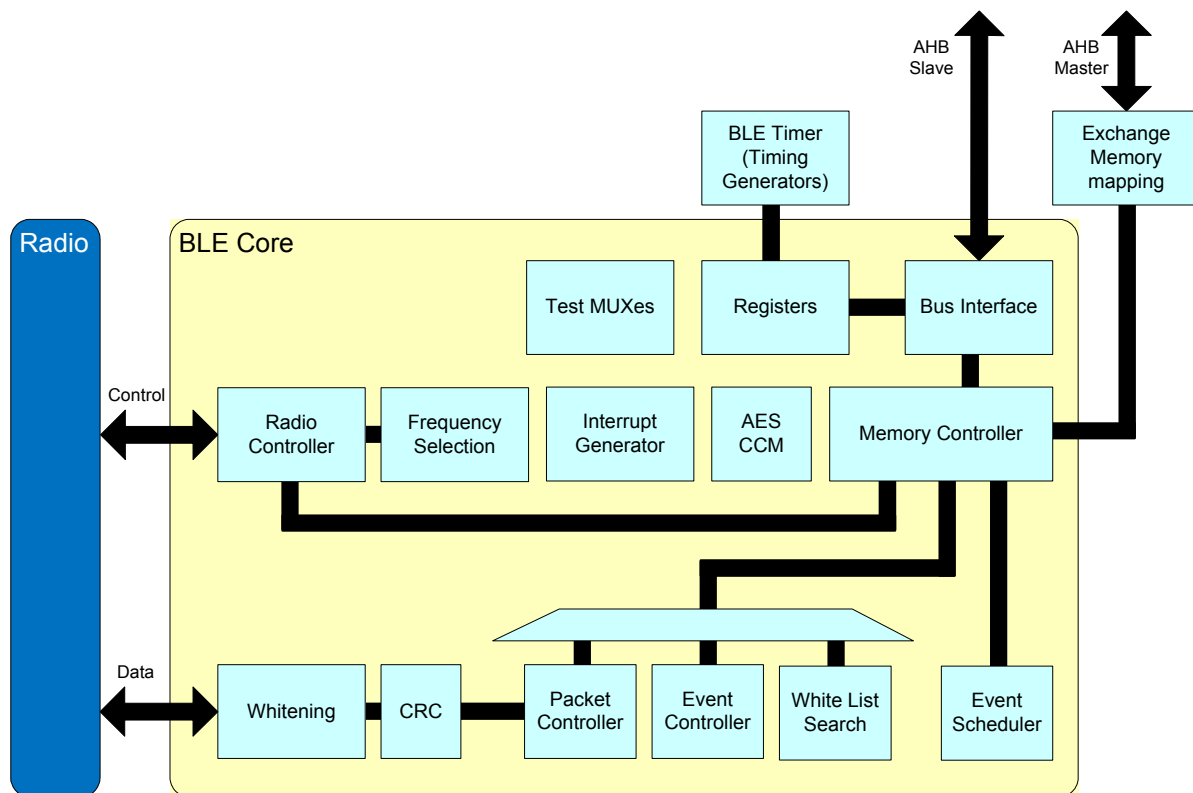 AHB
Slave
AHB
Master
BLE Timer
(Timing
Generators)
Exchange
Memory
mapping
Radio
BLE Core
Test MUXes
Registers
Bus Interface
Control
Radio
Controller
Frequency
Selection
Interrupt
Generator
AES
CCM
Memory Controller
Data
Whitening
CRC
Packet
Controller
Event
Controller
White List
Search
Event
Scheduler